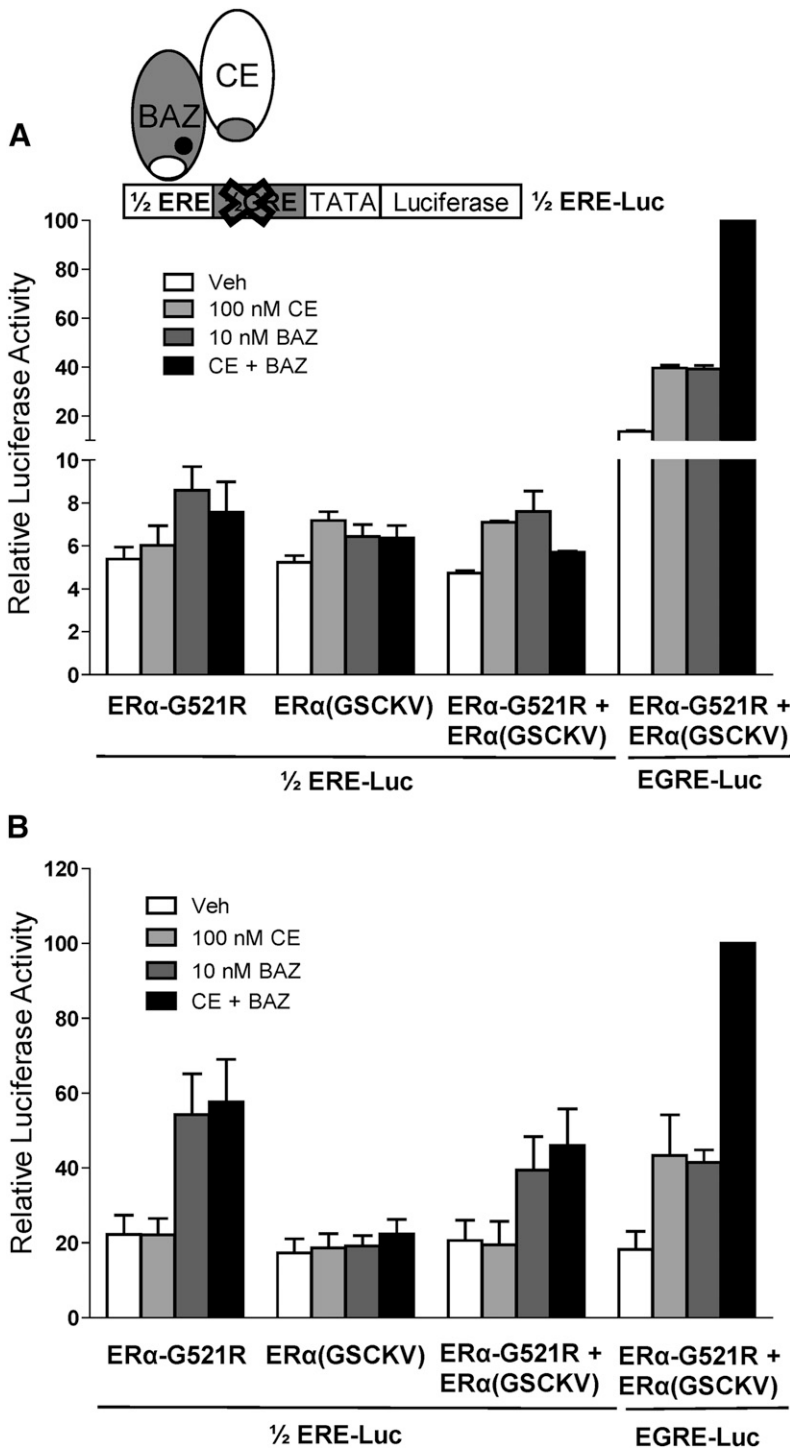 CE
BAZ
A
½ ERE TATA Luciferase ½ ERE-Luc
Relative Luciferase Activity
100
80
60
40
20
10
8
6
4
2
0
Veh
100 nM CE
10 nM BAZ
CE + BAZ
ERα-G521R
ERα(GSCKV)
ERα-G521R +
ERα(GSCKV)
ERα-G521R +
ERα(GSCKV)
½ ERE-Luc
EGRE-Luc
B
Relative Luciferase Activity
120
100
80
60
40
20
0
Veh
100 nM CE
10 nM BAZ
CE + BAZ
ERα-G521R
ERα(GSCKV)
ERα-G521R +
ERα(GSCKV)
ERα-G521R +
ERα(GSCKV)
½ ERE-Luc
EGRE-Luc